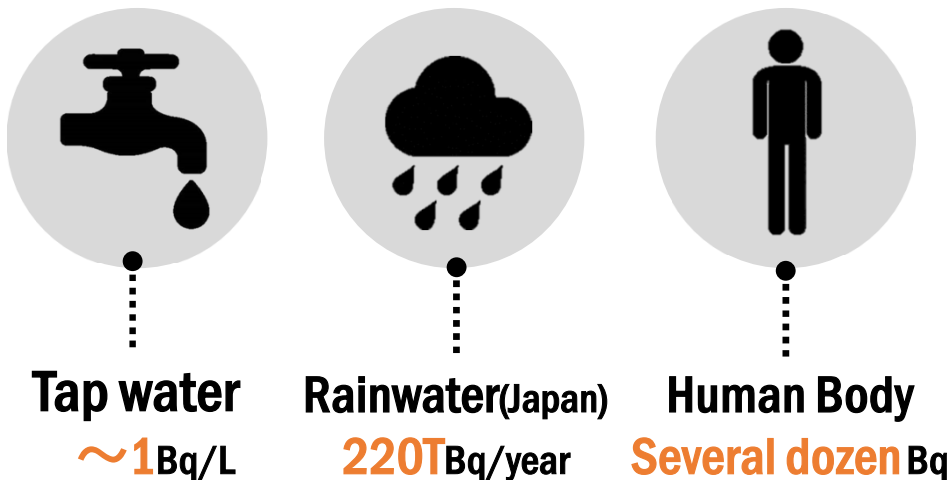 Tap water
～1Bq/L
Rainwater(Japan)
220TBq/year
Human Body
Several dozen Bq